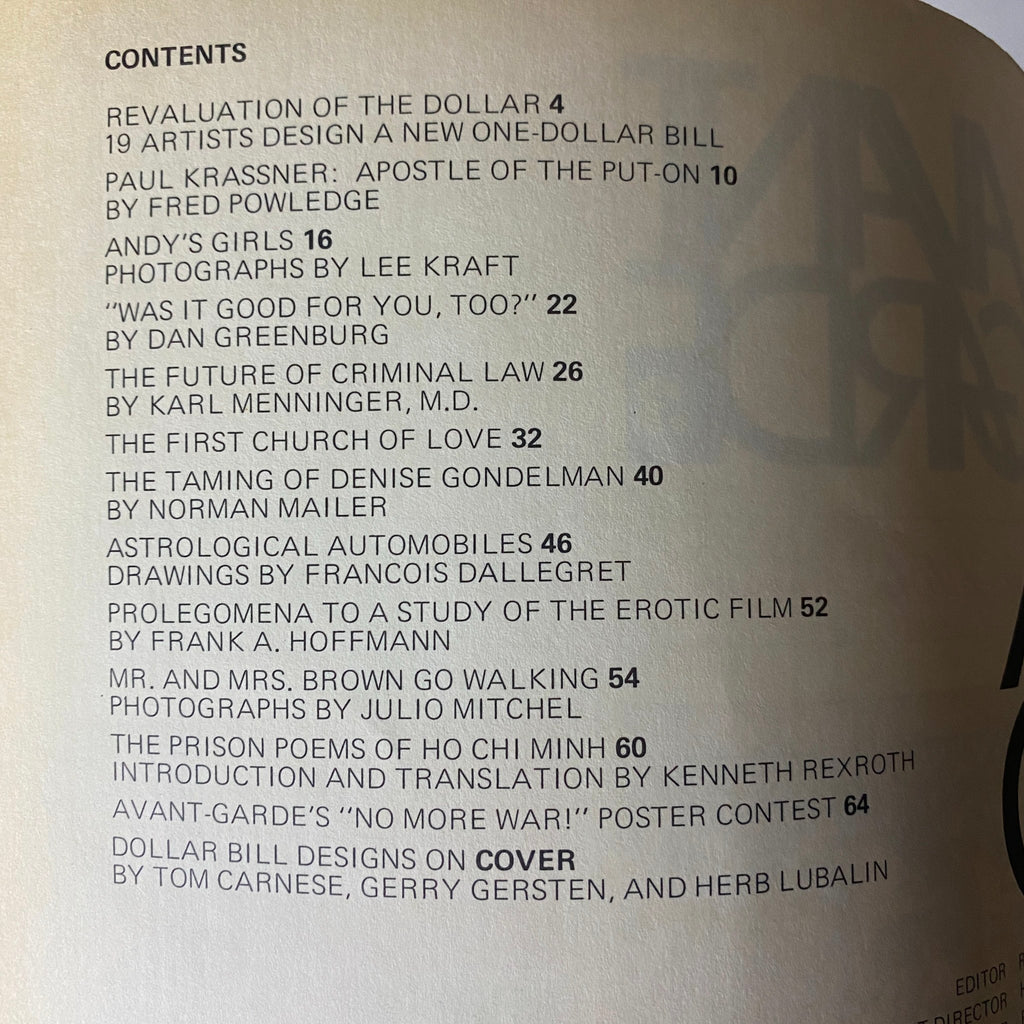 CONTENTS
REVALUATION OF THE DOLLAR 4
19 ARTISTS DESIGN A NEW ONE-DOLLAR BILL
PAUL KRASSNER: APOSTLE OF THE PUT-ON 10
BY FRED POWLEDGE
ANDY'S GIRLS 16
PHOTOGRAPHS BY LEE KRAFT
"WAS IT GOOD FOR YOU, TOO?" 22
BY DAN GREENBURG
THE FUTURE OF CRIMINAL LAW 26
BY KARL MENNINGER, M.D.
THE FIRST CHURCH OF LOVE 32
THE TAMING OF DENISE GONDELMAN 40
BY NORMAN MAILER
ASTROLOGICAL AUTOMOBILES 46
DRAWINGS BY FRANCOIS DALLEGRET
PROLEGOMENA TO A STUDY OF THE EROTIC FILM 52
BY FRANK A. HOFFMANN
MR. AND MRS. BROWN GO WALKING 54
PHOTOGRAPHS BY JULIO MITCHEL
THE PRISON POEMS OF HO CHI MINH 60
INTRODUCTION AND TRANSLATION BY KENNETH REXROTH
AVANT-GARDE'S "NO MORE WAR!" POSTER CONTEST 64
DOLLAR BILL DESIGNS ON COVER
BY TOM CARNESE, GERRY GERSTEN, AND HERB LUBALIN
EDITOR
DIRECTOR